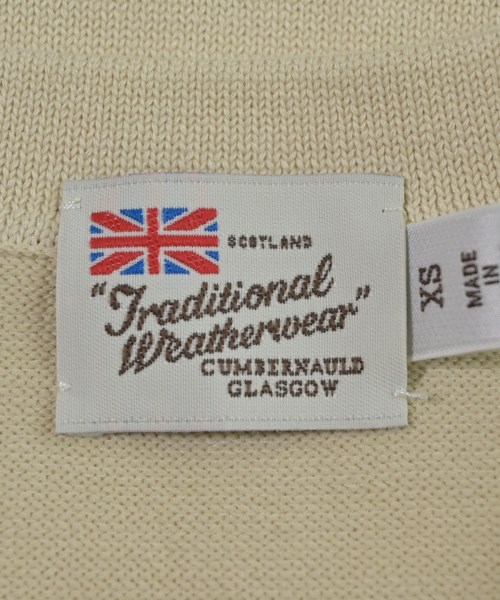 SCOTLAND
"Traditional
Weatherwear"
CUMBERNAULD
GLASGOW
XS
MADE
IN